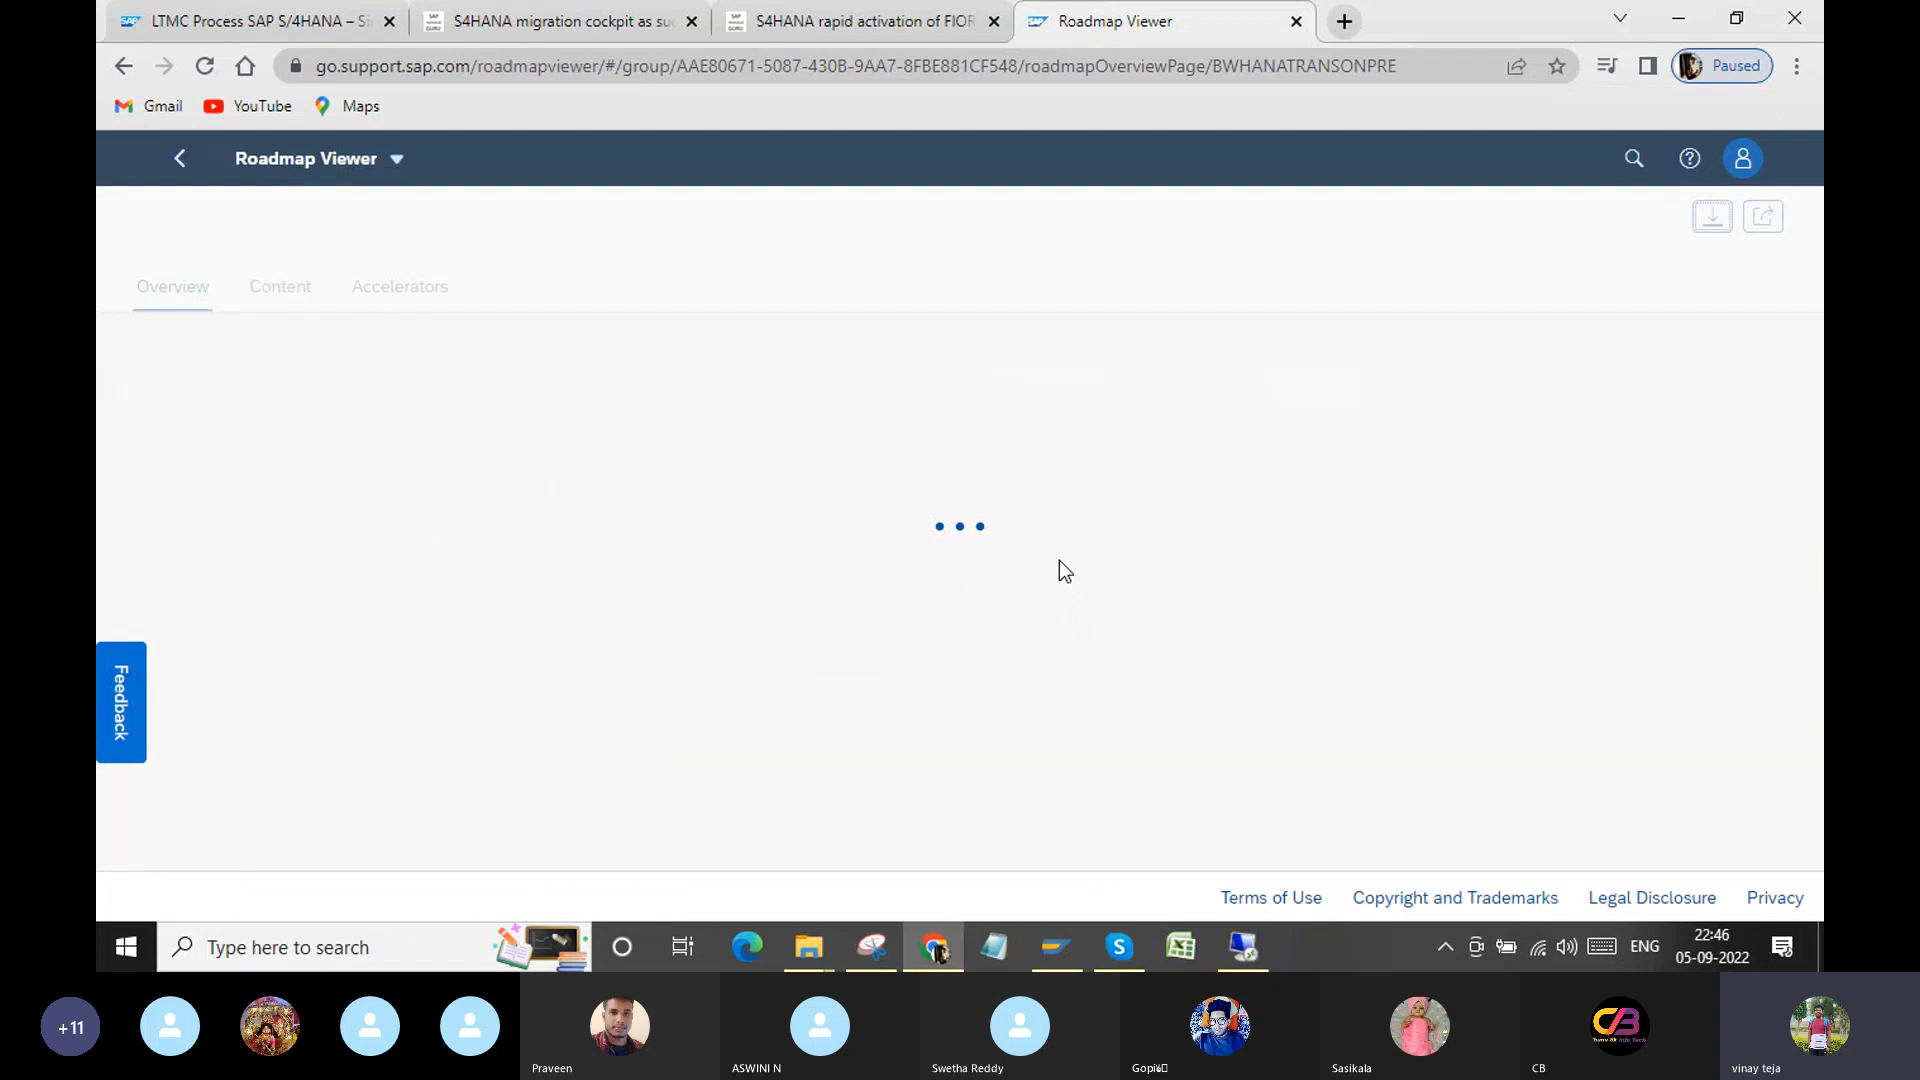 LTMC Process SAP S/4HANA – Si
S4HANA migration cockpit as su
S4HANA rapid activation of FIOR
Roadmap Viewer
go.support.sap.com/roadmapviewer/#/group/AAE80671-5087-430B-9AA7-8FBE881CF548/roadmapOverviewPage/BWHANATRANSONPRE
Paused
Gmail
YouTube
Maps
Roadmap Viewer
Overview
Content
Accelerators
Feedback
Terms of Use
Copyright and Trademarks
Legal Disclosure
Privacy
Type here to search
ENG
22:46
05-09-2022
+11
Praveen
ASWINI N
Swetha Reddy
Gopi
Sasikala
CB
vinay teja